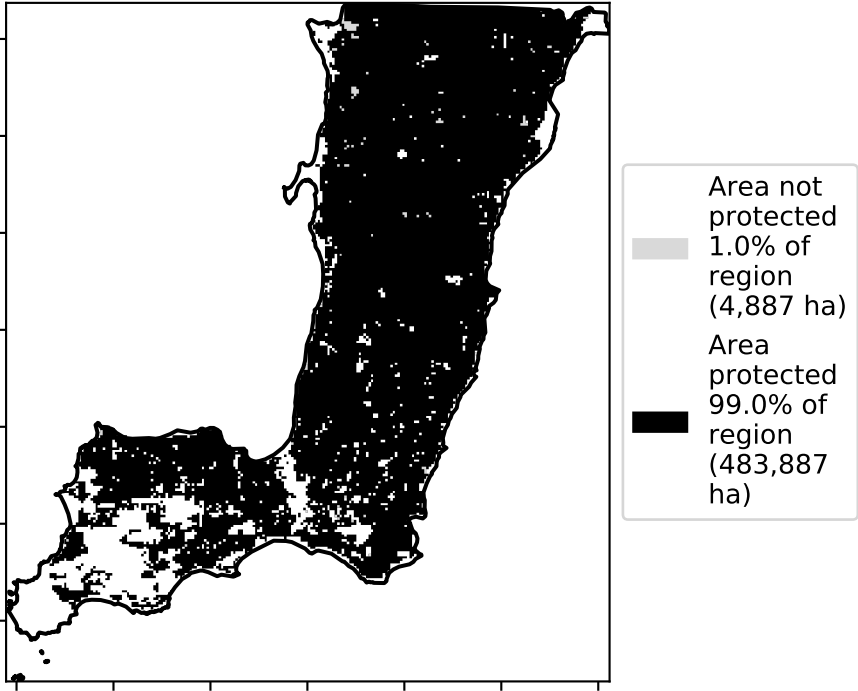 Area not
protected
1.0% of
region
(4,887 ha)
Area
protected
99.0% of
region
(483,887
ha)